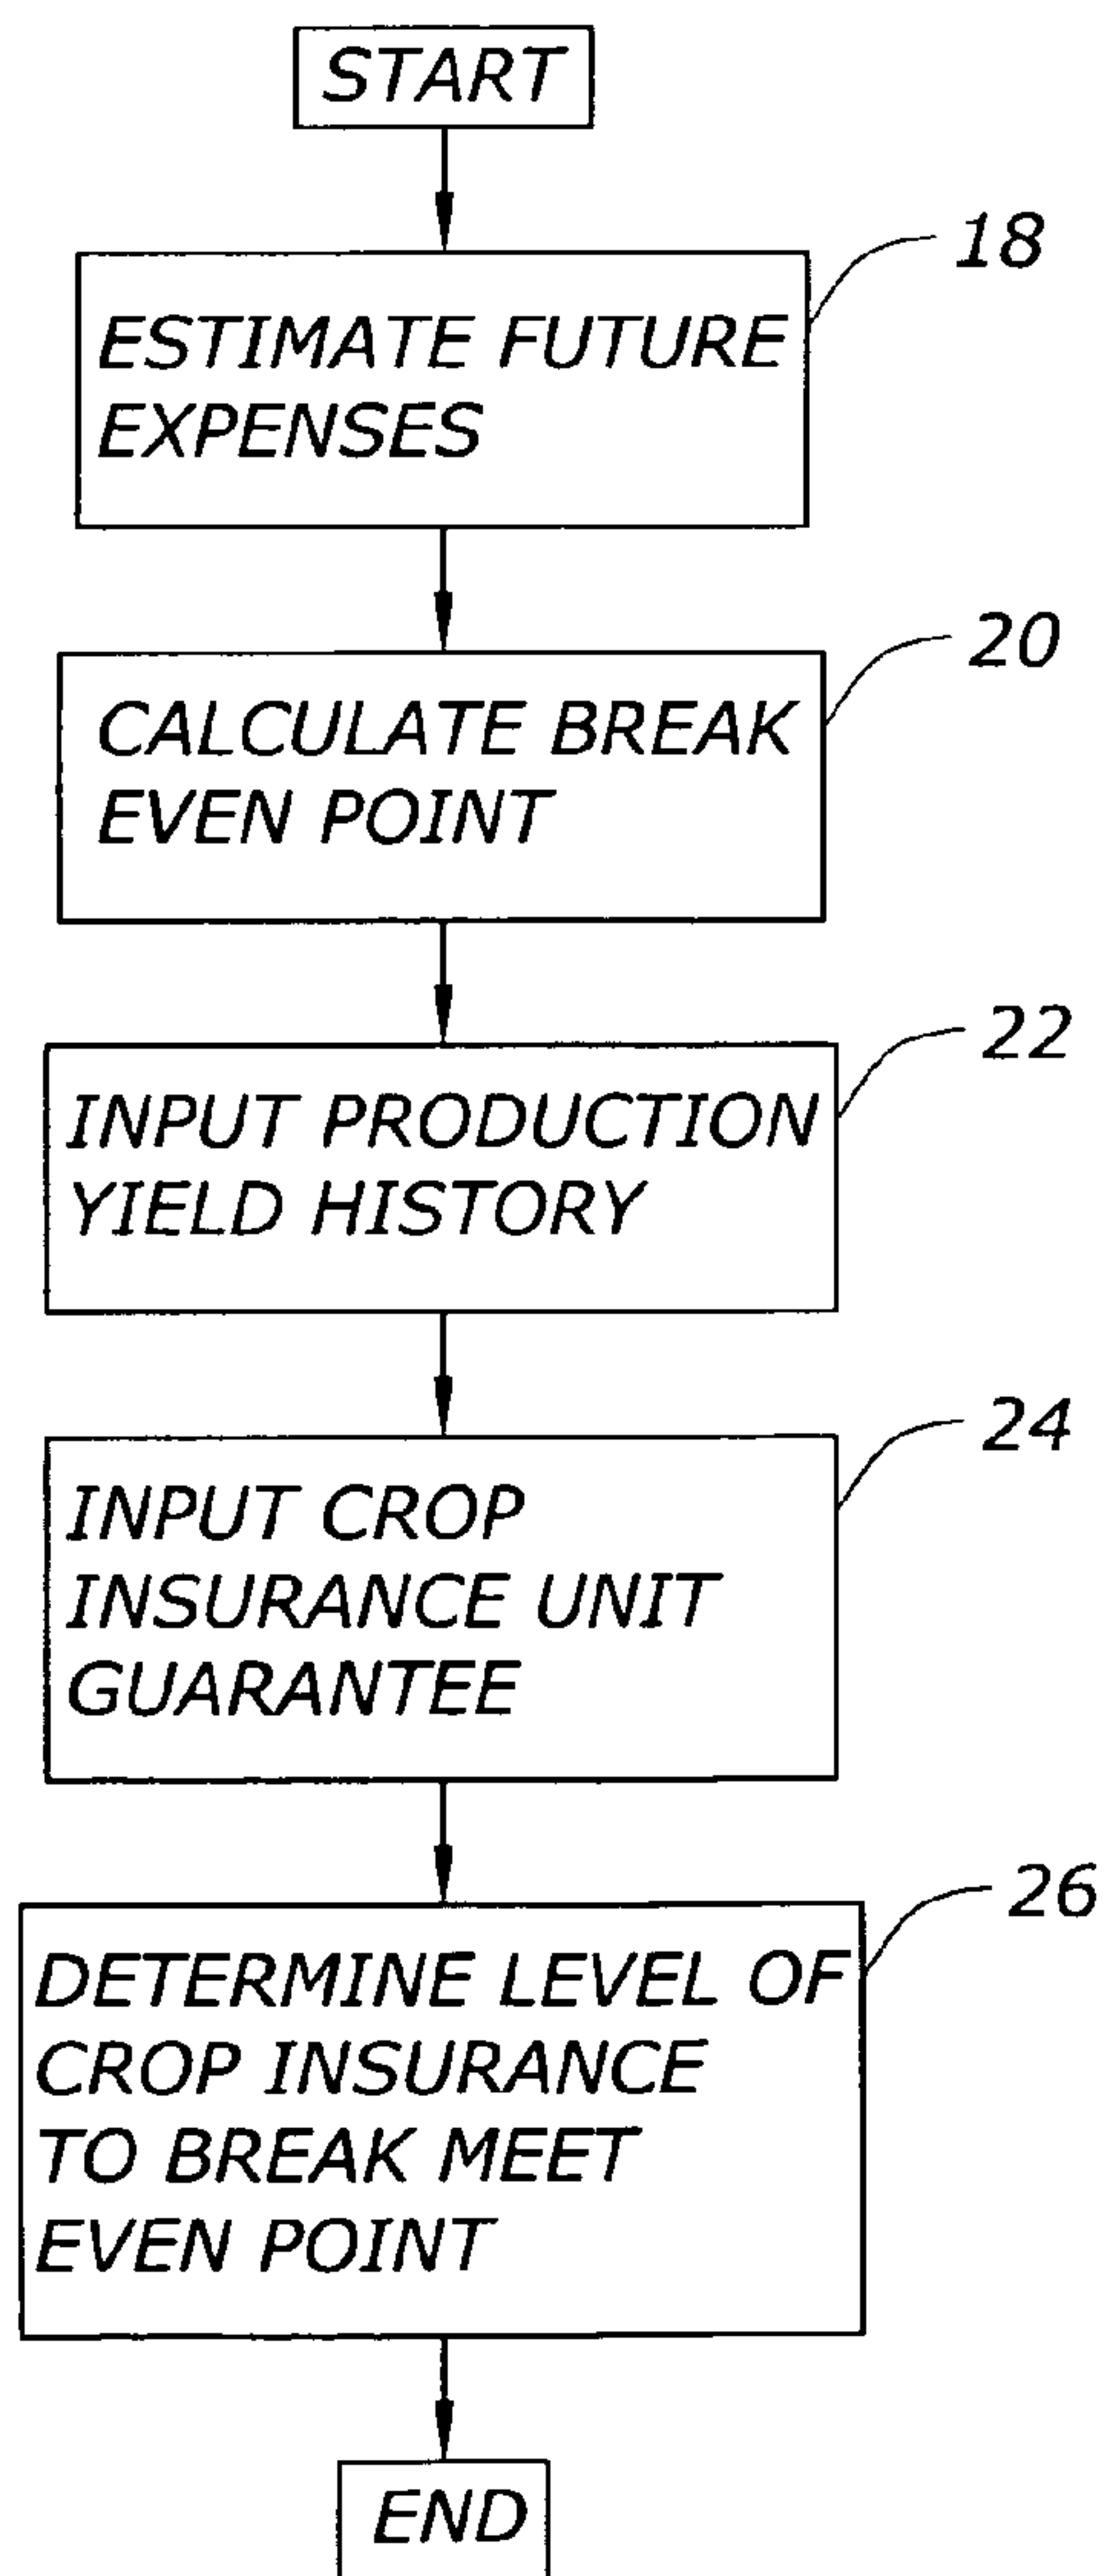 START
18
ESTIMATE FUTURE
EXPENSES
20
CALCULATE BREAK
EVEN POINT
22
INPUT PRODUCTION
YIELD HISTORY
24
INPUT CROP
INSURANCE UNIT
GUARANTEE
26
DETERMINE LEVEL OF
CROP INSURANCE
TO BREAK MEET
EVEN POINT
END